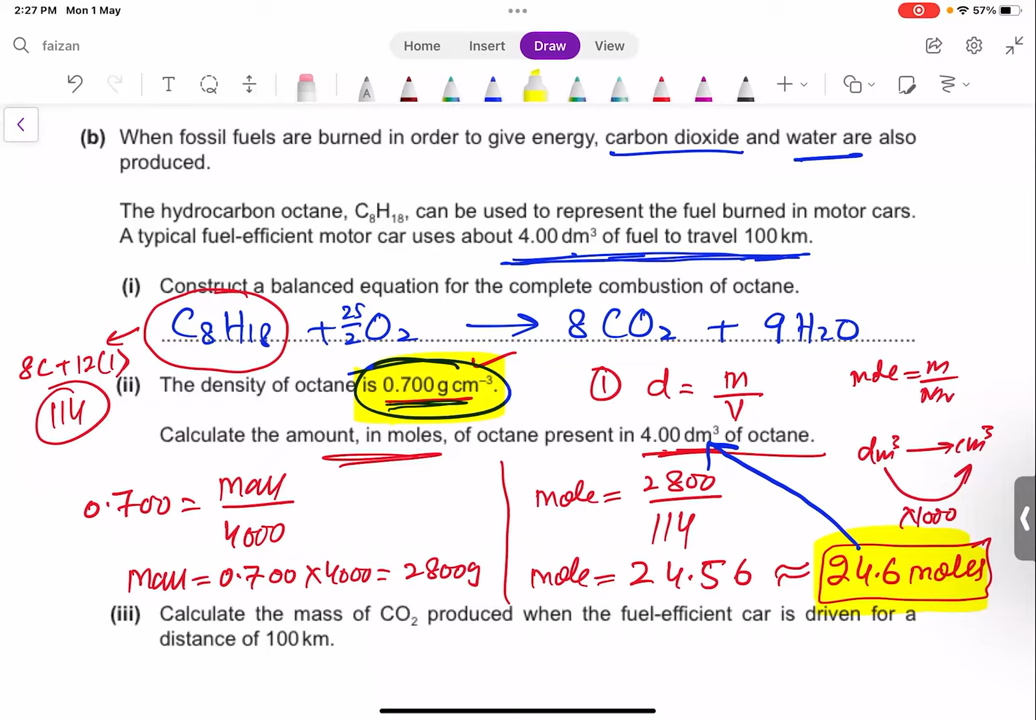 2:27 PM Mon 1 May
57%
faizan
Home Insert Draw View
(b) When fossil fuels are burned in order to give energy, carbon dioxide and water are also
produced.
The hydrocarbon octane, C₈H₁₈, can be used to represent the fuel burned in motor cars.
A typical fuel-efficient motor car uses about 4.00 dm³ of fuel to travel 100 km.
(i) Construct a balanced equation for the complete combustion of octane.
C₈H18 + 25/2 O₂ → 8CO₂ + 9H₂O
8C+12(1)
114
(ii) The density of octane is 0.700 g cm⁻³.
① d = m/V
mole = m/Mr
Calculate the amount, in moles, of octane present in 4.00 dm³ of octane.
dm³ → cm³
×1000
0.700 = mass/4000
mass = 0.700 × 4000 = 2800g
mole = 2800/114
mole = 24.56 ≈ 24.6 moles
(iii) Calculate the mass of CO₂ produced when the fuel-efficient car is driven for a
distance of 100 km.